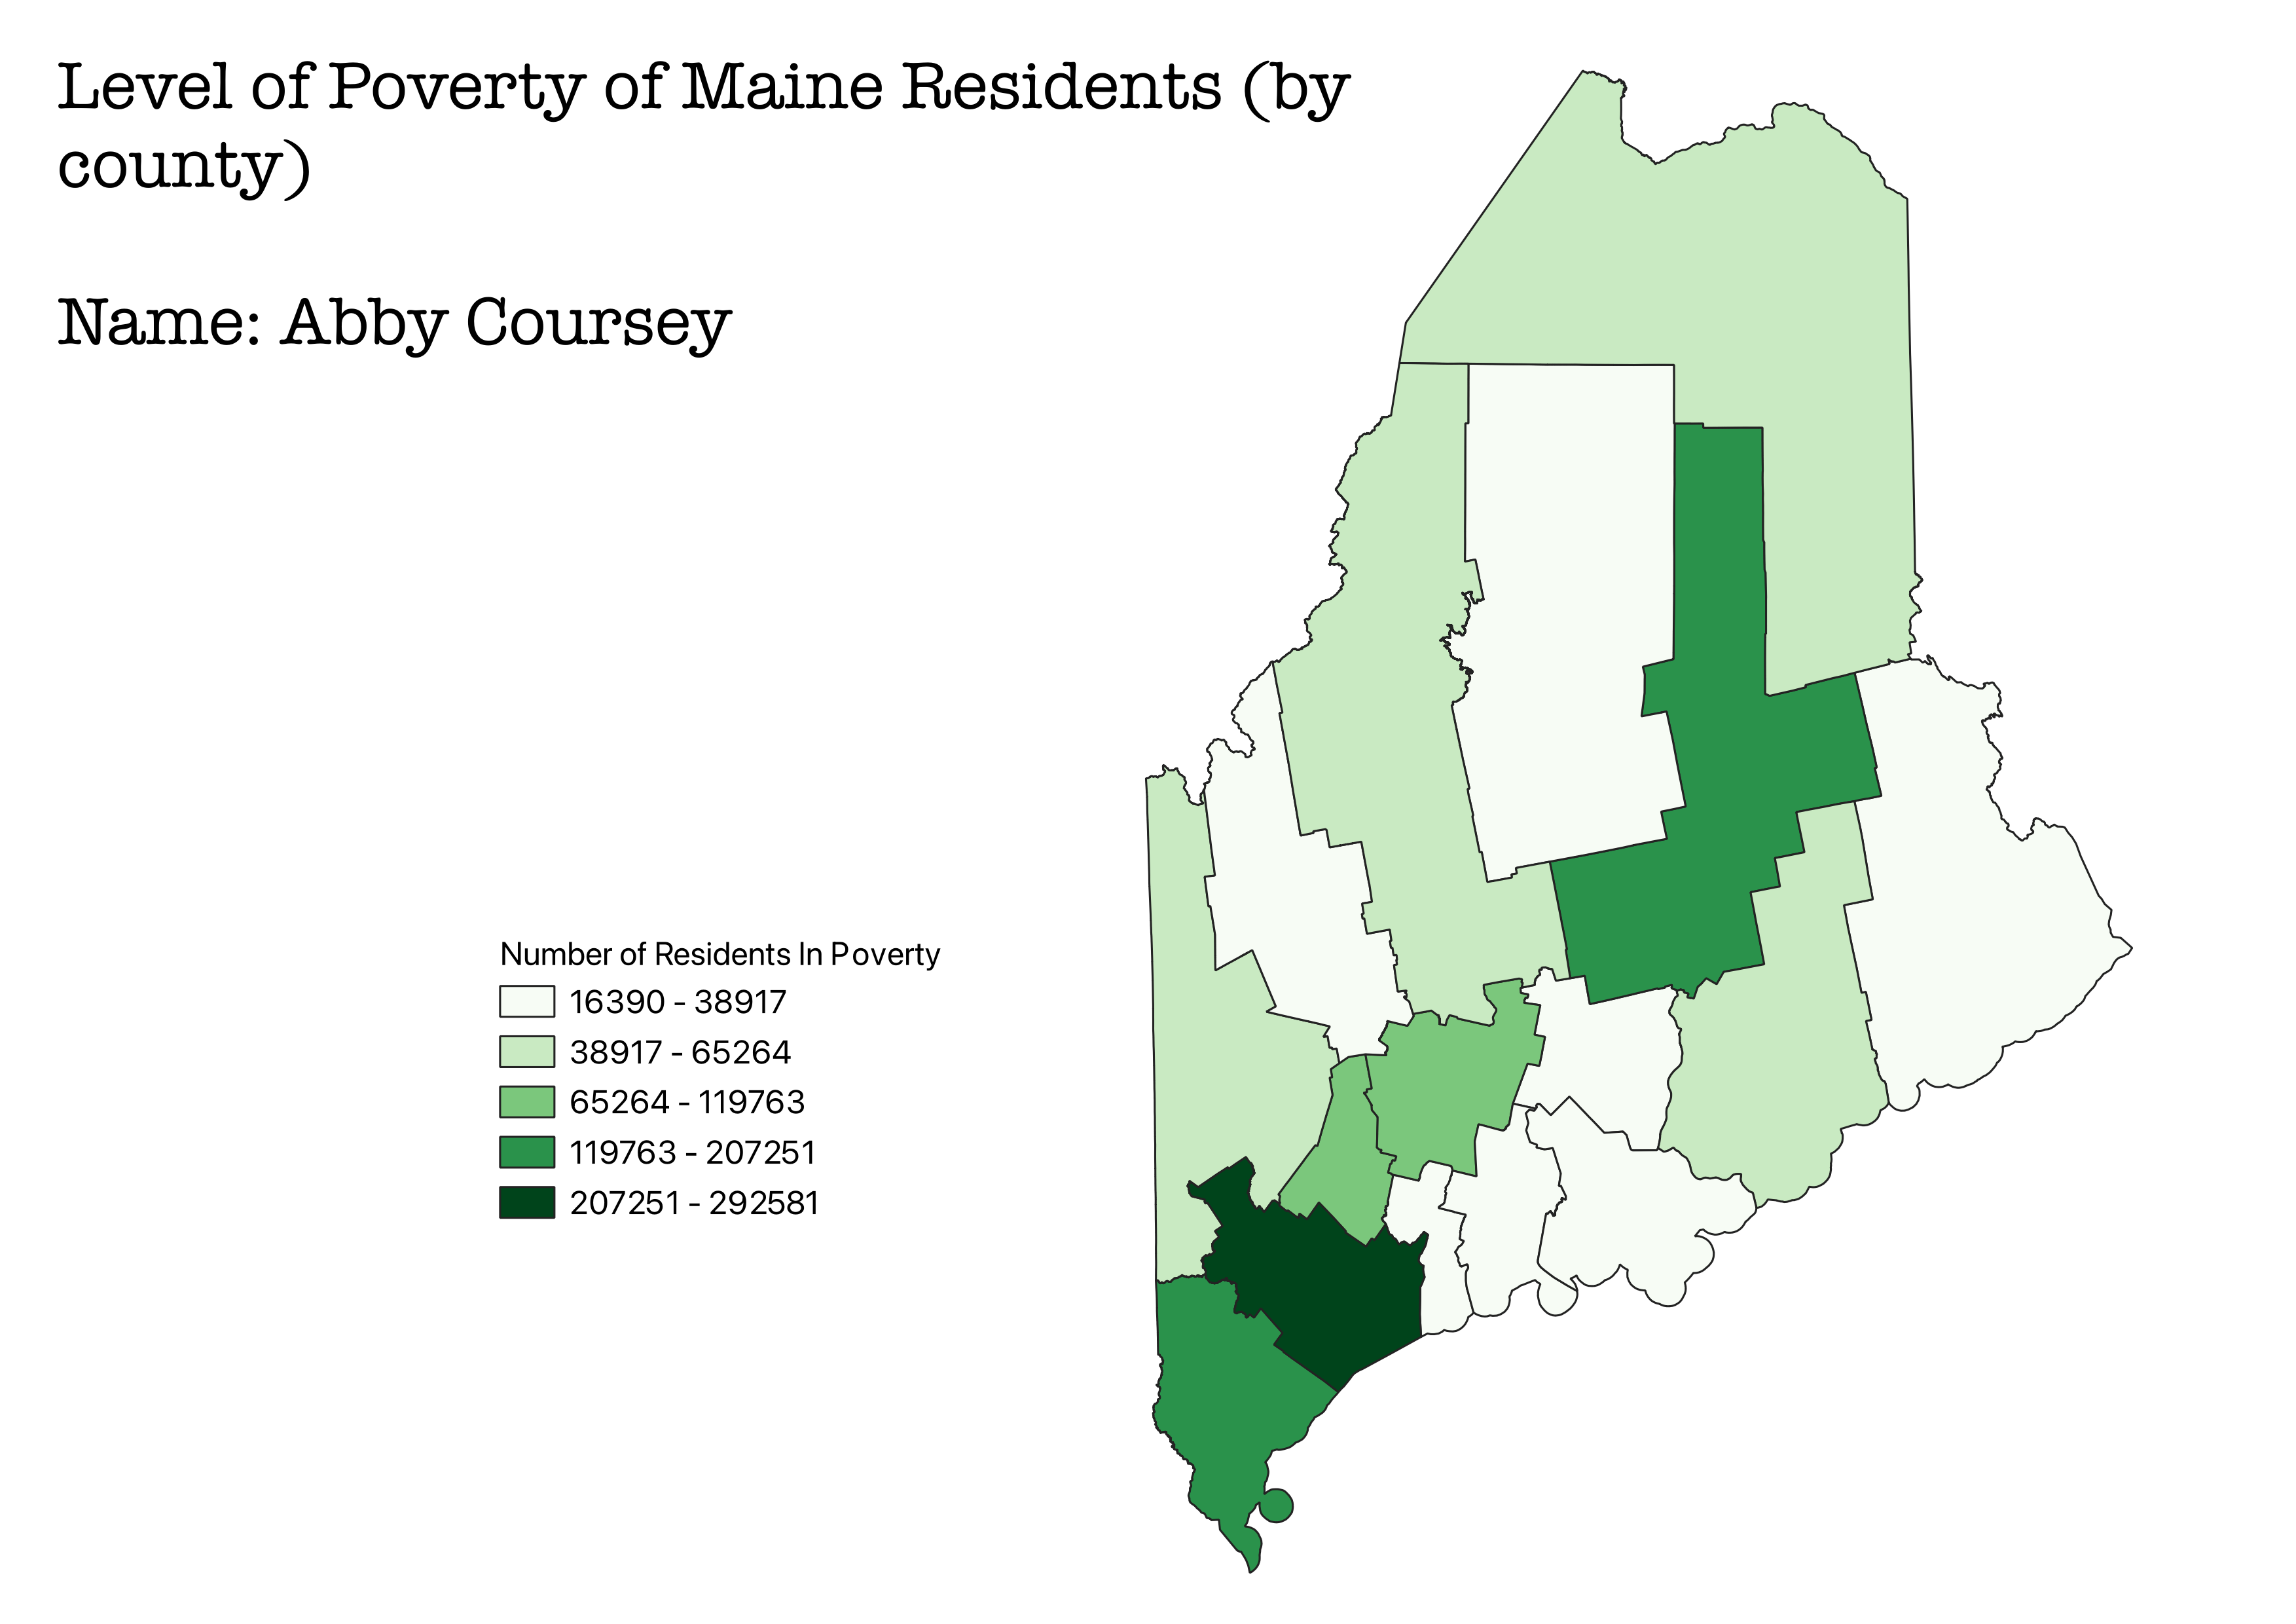 Level of Poverty of Maine Residents (by
county)
Name: Abby Coursey
Number of Residents In Poverty
16390 - 38917
38917 - 65264
65264 - 119763
119763 - 207251
207251 - 292581